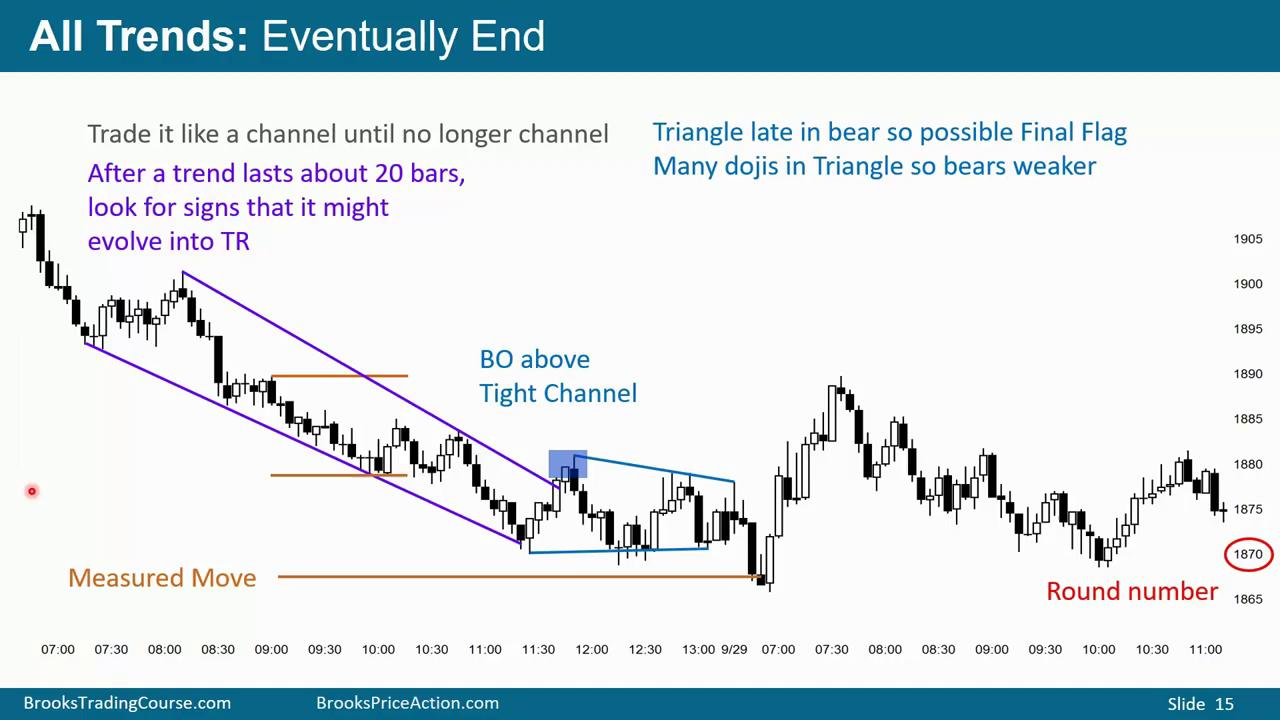 All Trends: Eventually End
Trade it like a channel until no longer channel
After a trend lasts about 20 bars,
look for signs that it might
evolve into TR
Triangle late in bear so possible Final Flag
Many dojis in Triangle so bears weaker
BO above
Tight Channel
Measured Move
Round number
1905
1900
1895
1890
1885
1880
1875
1870
1865
07:00 07:30 08:00 08:30 09:00 09:30 10:00 10:30 11:00 11:30 12:00 12:30 13:00 9/29 07:00 07:30 08:00 08:30 09:00 09:30 10:00 10:30 11:00
BrooksTradingCourse.com BrooksPriceAction.com Slide 15